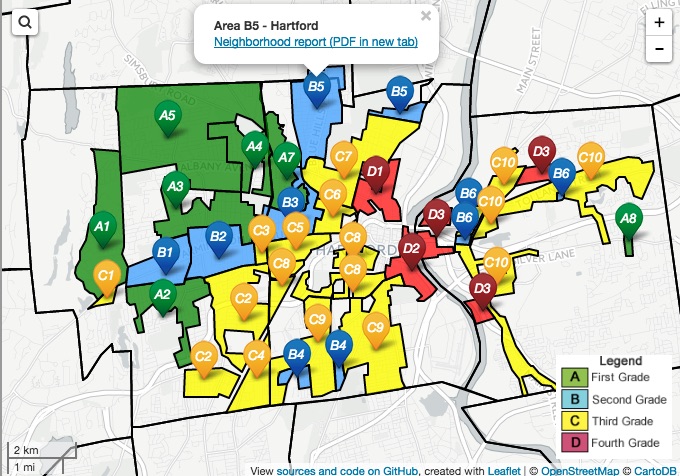 Area B5 - Hartford
Neighborhood report (PDF in new tab)
×
+
−
SIMSBURY ROAD
MAIN STREET
B5
B5
A5
A4
A7
C7
D1
C10
D3
C10
B6
A3
ALBANY AVE
C6
B3
B6
C10
D3
B6
A8
A1
B1
B2
C3
C5
C8
HARTFORD
D2
SILVER LANE
C1
A2
C8
C8
C10
D3
C2
C9
C9
C2
C4
B4
B4
Legend
A First Grade
B Second Grade
C Third Grade
D Fourth Grade
2 km
1 mi
View sources and code on GitHub, created with Leaflet | © OpenStreetMap © CartoDB